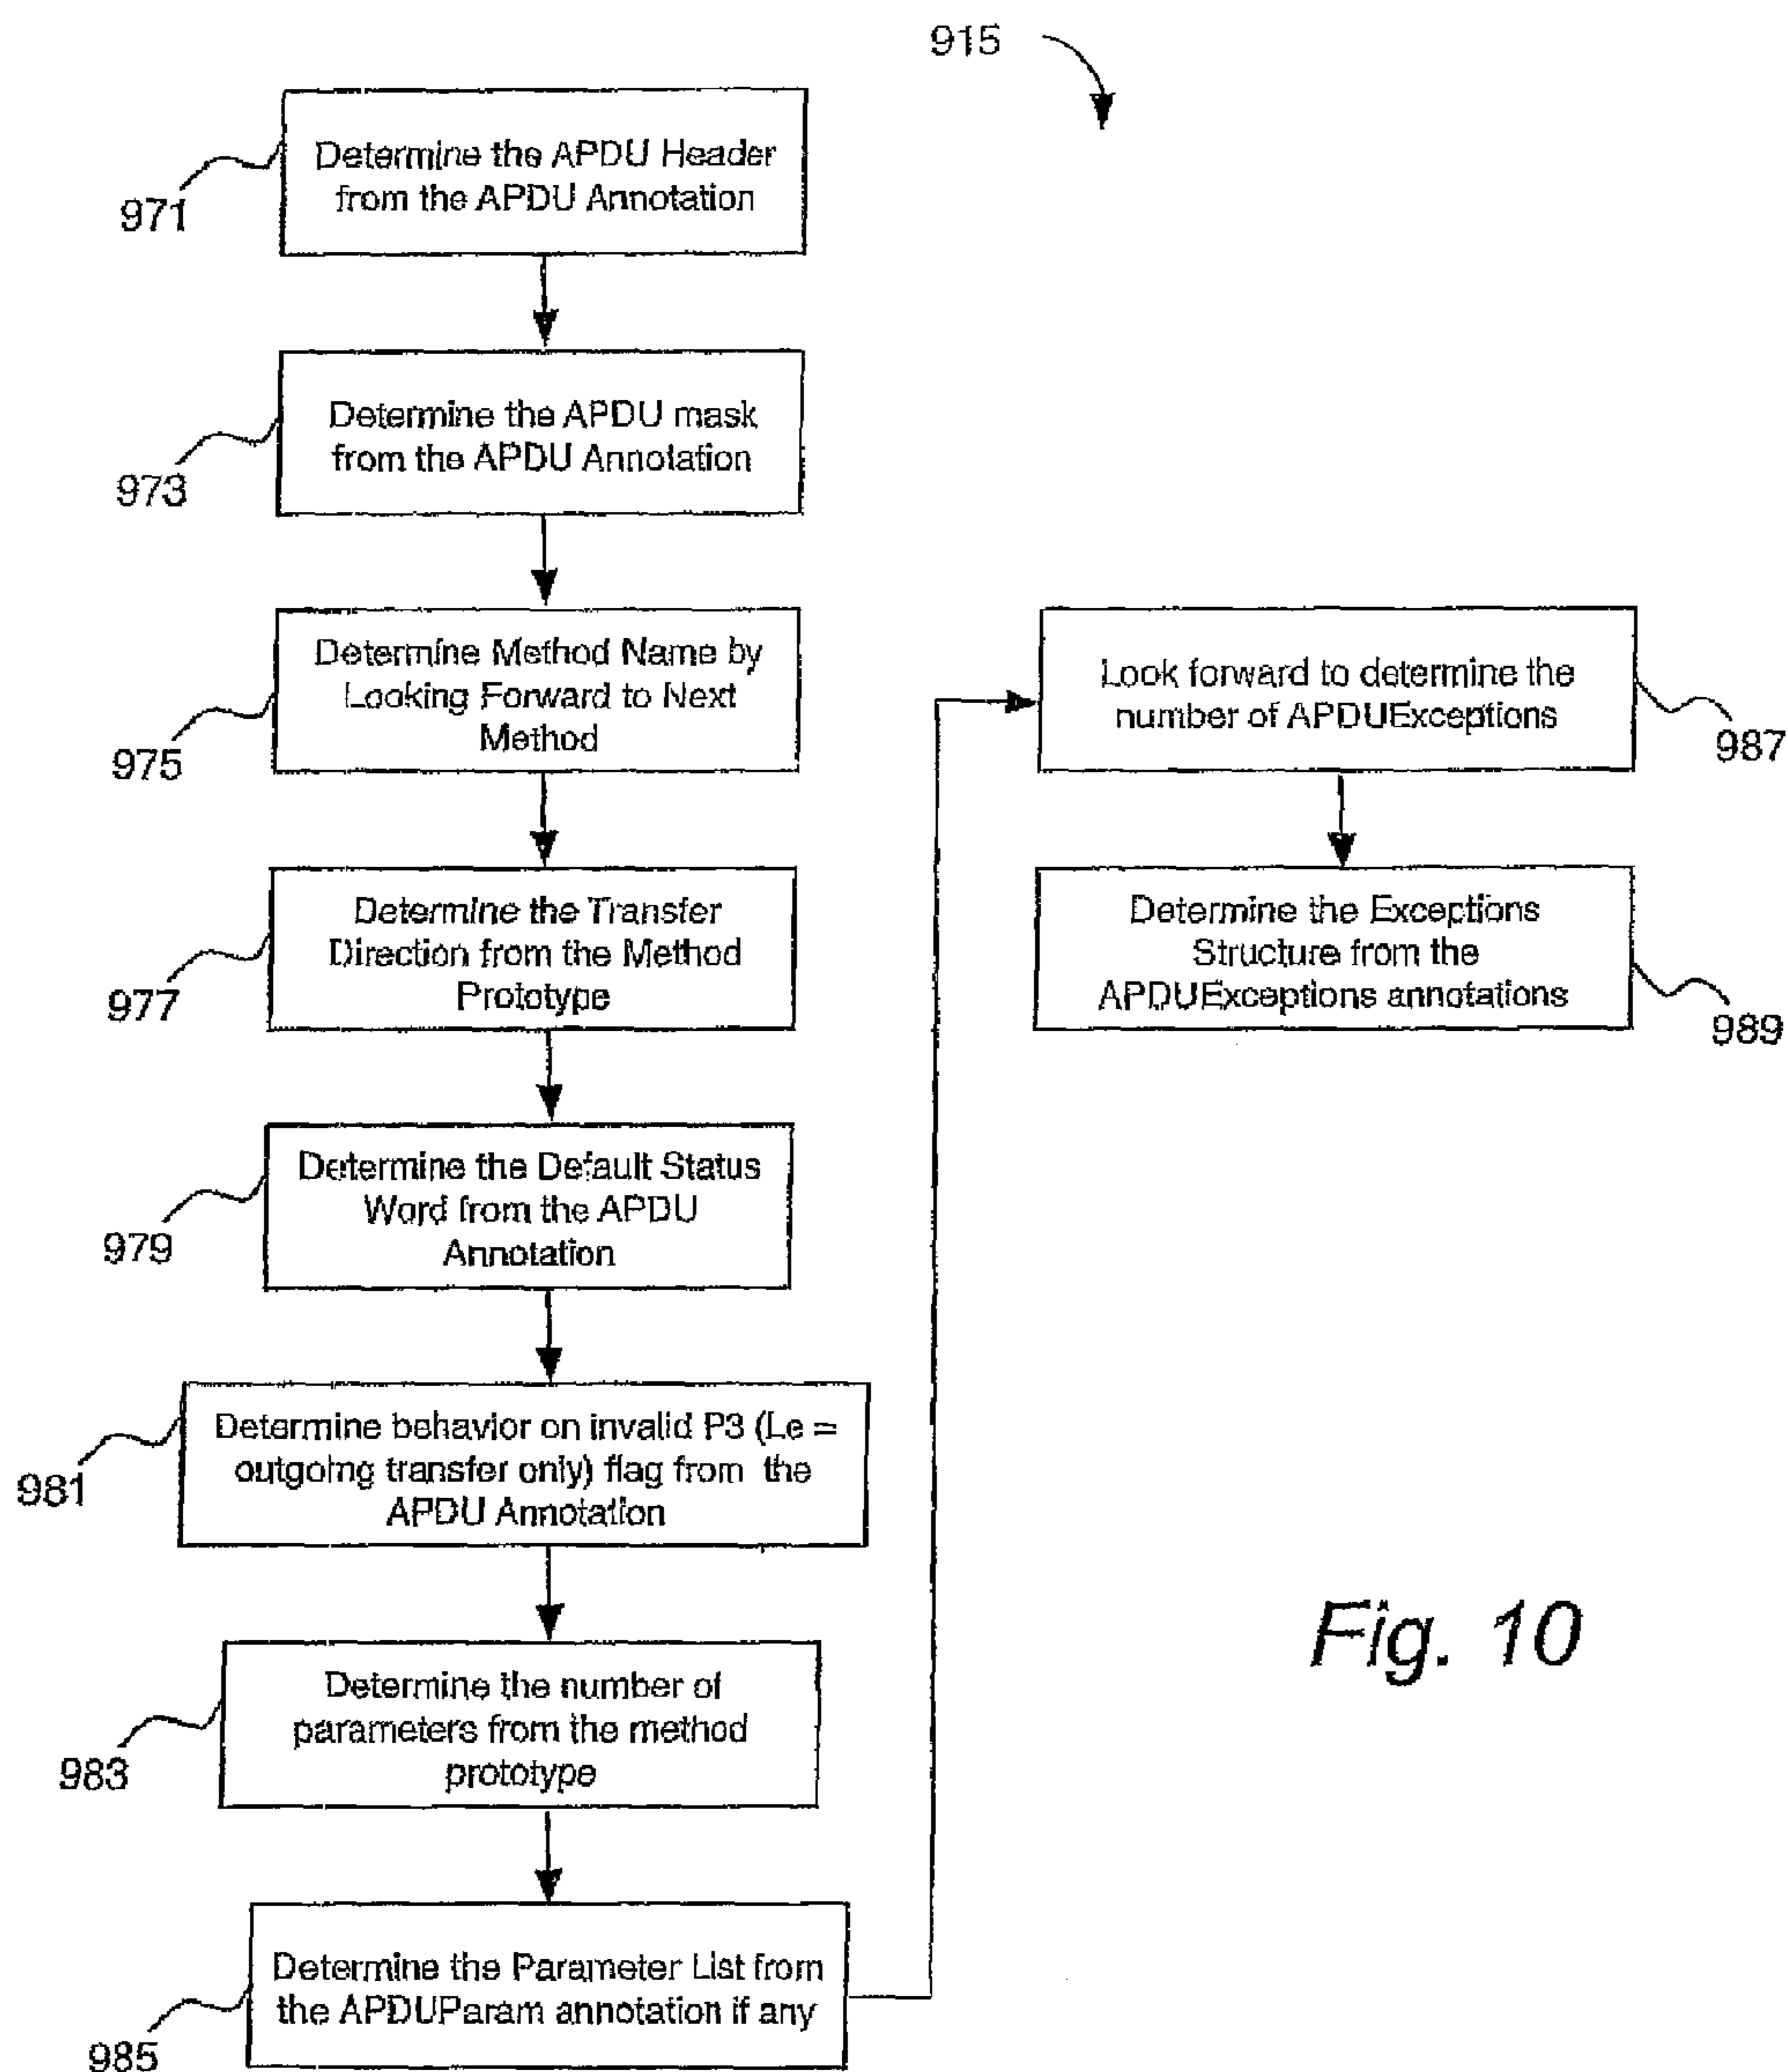 915
Determine the APDU Header
from the APDU Annotation
971
Determine the APDU mask
from the APDU Annotation
973
Determine Method Name by
Looking Forward to Next
Method
975
Determine the Transfer
Direction from the Method
Prototype
977
Determine the Default Status
Word from the APDU
Annotation
979
Determine behavior on invalid P3 (Le =
outgoing transfer only) flag from the
APDU Annotation
981
Determine the number of
parameters from the method
prototype
983
Determine the Parameter List from
the APDUParam annotation if any
985
Look forward to determine the
number of APDUExceptions
987
Determine the Exceptions
Structure from the
APDUExceptions annotations
989
Fig. 10